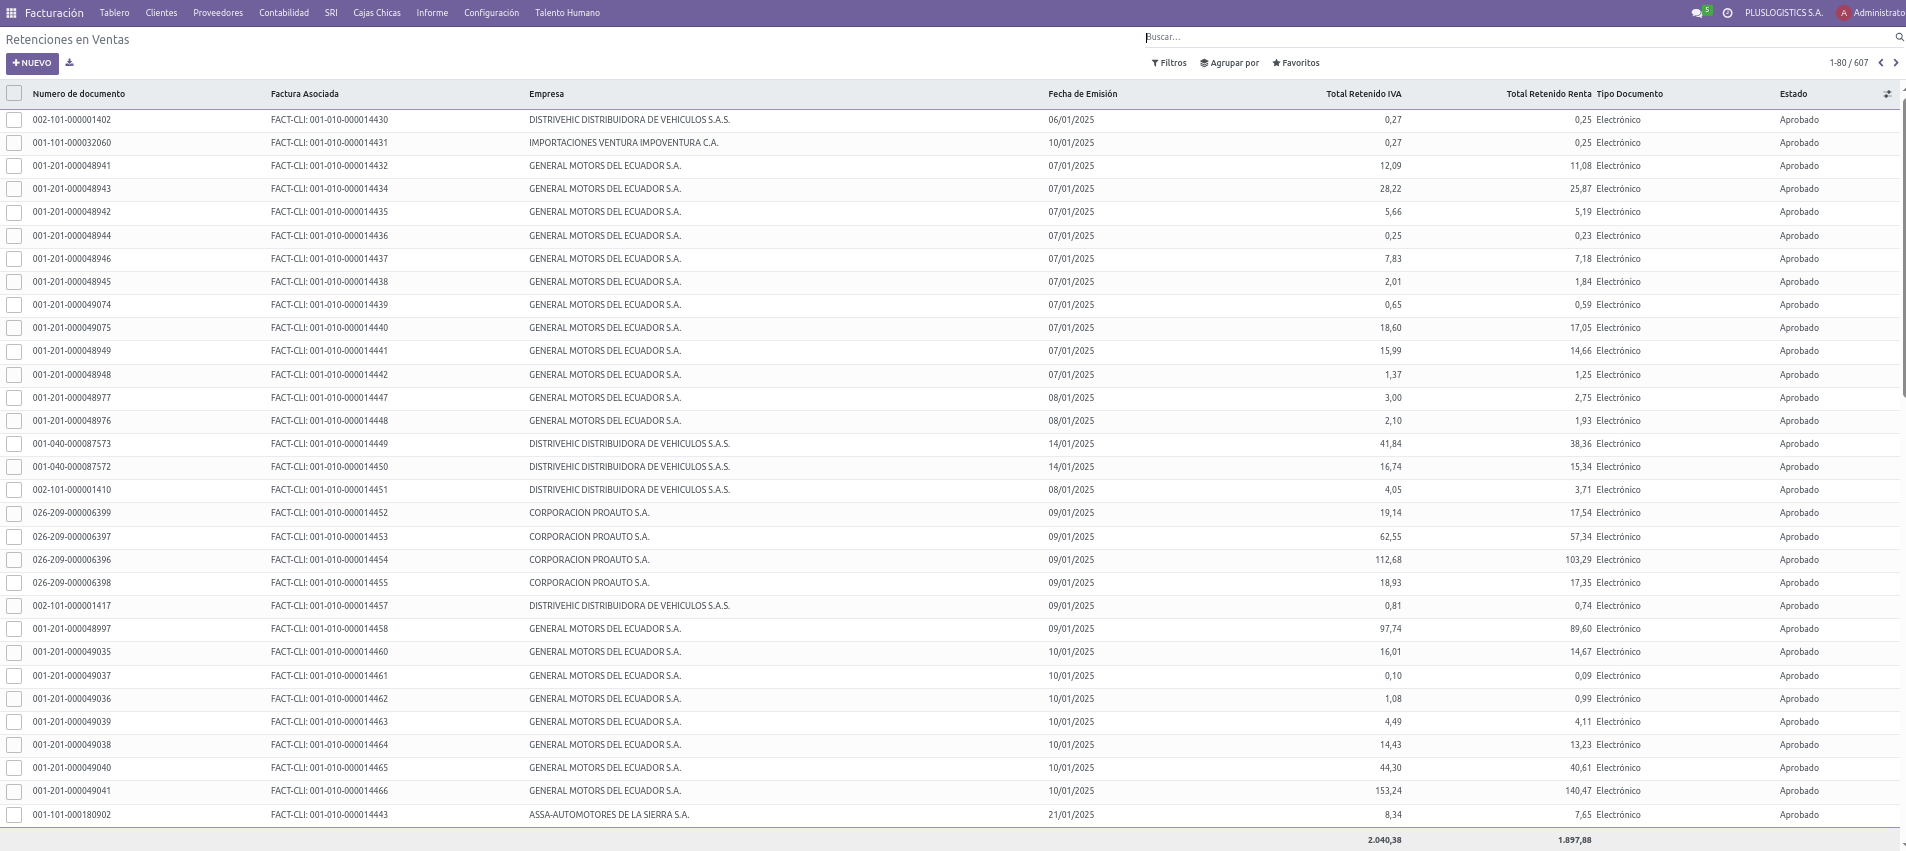 Facturación Tablero Clientes Proveedores Contabilidad SRI Cajas Chicas Informe Configuración Talento Humano 5 PLUSLOGISTICS S.A. A Administrato
Retenciones en Ventas Buscar...
+ NUEVO Filtros Agrupar por Favoritos 1-80 / 607
Numero de documento Factura Asociada Empresa Fecha de Emisión Total Retenido IVA Total Retenido Renta Tipo Documento Estado
002-101-000001402 FACT-CLI: 001-010-000014430 DISTRIVEHIC DISTRIBUIDORA DE VEHICULOS S.A.S. 06/01/2025 0,27 0,25 Electrónico Aprobado
001-101-000032060 FACT-CLI: 001-010-000014431 IMPORTACIONES VENTURA IMPOVENTURA C.A. 10/01/2025 0,27 0,25 Electrónico Aprobado
001-201-000048941 FACT-CLI: 001-010-000014432 GENERAL MOTORS DEL ECUADOR S.A. 07/01/2025 12,09 11,08 Electrónico Aprobado
001-201-000048943 FACT-CLI: 001-010-000014434 GENERAL MOTORS DEL ECUADOR S.A. 07/01/2025 28,22 25,87 Electrónico Aprobado
001-201-000048942 FACT-CLI: 001-010-000014435 GENERAL MOTORS DEL ECUADOR S.A. 07/01/2025 5,66 5,19 Electrónico Aprobado
001-201-000048944 FACT-CLI: 001-010-000014436 GENERAL MOTORS DEL ECUADOR S.A. 07/01/2025 0,25 0,23 Electrónico Aprobado
001-201-000048946 FACT-CLI: 001-010-000014437 GENERAL MOTORS DEL ECUADOR S.A. 07/01/2025 7,83 7,18 Electrónico Aprobado
001-201-000048945 FACT-CLI: 001-010-000014438 GENERAL MOTORS DEL ECUADOR S.A. 07/01/2025 2,01 1,84 Electrónico Aprobado
001-201-000049074 FACT-CLI: 001-010-000014439 GENERAL MOTORS DEL ECUADOR S.A. 07/01/2025 0,65 0,59 Electrónico Aprobado
001-201-000049075 FACT-CLI: 001-010-000014440 GENERAL MOTORS DEL ECUADOR S.A. 07/01/2025 18,60 17,05 Electrónico Aprobado
001-201-000048949 FACT-CLI: 001-010-000014441 GENERAL MOTORS DEL ECUADOR S.A. 07/01/2025 15,99 14,66 Electrónico Aprobado
001-201-000048948 FACT-CLI: 001-010-000014442 GENERAL MOTORS DEL ECUADOR S.A. 07/01/2025 1,37 1,25 Electrónico Aprobado
001-201-000048977 FACT-CLI: 001-010-000014447 GENERAL MOTORS DEL ECUADOR S.A. 08/01/2025 3,00 2,75 Electrónico Aprobado
001-201-000048976 FACT-CLI: 001-010-000014448 GENERAL MOTORS DEL ECUADOR S.A. 08/01/2025 2,10 1,93 Electrónico Aprobado
001-040-000087573 FACT-CLI: 001-010-000014449 DISTRIVEHIC DISTRIBUIDORA DE VEHICULOS S.A.S. 14/01/2025 41,84 38,36 Electrónico Aprobado
001-040-000087572 FACT-CLI: 001-010-000014450 DISTRIVEHIC DISTRIBUIDORA DE VEHICULOS S.A.S. 14/01/2025 16,74 15,34 Electrónico Aprobado
002-101-000001410 FACT-CLI: 001-010-000014451 DISTRIVEHIC DISTRIBUIDORA DE VEHICULOS S.A.S. 08/01/2025 4,05 3,71 Electrónico Aprobado
026-209-000006399 FACT-CLI: 001-010-000014452 CORPORACION PROAUTO S.A. 09/01/2025 19,14 17,54 Electrónico Aprobado
026-209-000006397 FACT-CLI: 001-010-000014453 CORPORACION PROAUTO S.A. 09/01/2025 62,55 57,34 Electrónico Aprobado
026-209-000006396 FACT-CLI: 001-010-000014454 CORPORACION PROAUTO S.A. 09/01/2025 112,68 103,29 Electrónico Aprobado
026-209-000006398 FACT-CLI: 001-010-000014455 CORPORACION PROAUTO S.A. 09/01/2025 18,93 17,35 Electrónico Aprobado
002-101-000001417 FACT-CLI: 001-010-000014457 DISTRIVEHIC DISTRIBUIDORA DE VEHICULOS S.A.S. 09/01/2025 0,81 0,74 Electrónico Aprobado
001-201-000048997 FACT-CLI: 001-010-000014458 GENERAL MOTORS DEL ECUADOR S.A. 09/01/2025 97,74 89,60 Electrónico Aprobado
001-201-000049035 FACT-CLI: 001-010-000014460 GENERAL MOTORS DEL ECUADOR S.A. 10/01/2025 16,01 14,67 Electrónico Aprobado
001-201-000049037 FACT-CLI: 001-010-000014461 GENERAL MOTORS DEL ECUADOR S.A. 10/01/2025 0,10 0,09 Electrónico Aprobado
001-201-000049036 FACT-CLI: 001-010-000014462 GENERAL MOTORS DEL ECUADOR S.A. 10/01/2025 1,08 0,99 Electrónico Aprobado
001-201-000049039 FACT-CLI: 001-010-000014463 GENERAL MOTORS DEL ECUADOR S.A. 10/01/2025 4,49 4,11 Electrónico Aprobado
001-201-000049038 FACT-CLI: 001-010-000014464 GENERAL MOTORS DEL ECUADOR S.A. 10/01/2025 14,43 13,23 Electrónico Aprobado
001-201-000049040 FACT-CLI: 001-010-000014465 GENERAL MOTORS DEL ECUADOR S.A. 10/01/2025 44,30 40,61 Electrónico Aprobado
001-201-000049041 FACT-CLI: 001-010-000014466 GENERAL MOTORS DEL ECUADOR S.A. 10/01/2025 153,24 140,47 Electrónico Aprobado
001-101-000180902 FACT-CLI: 001-010-000014443 ASSA-AUTOMOTORES DE LA SIERRA S.A. 21/01/2025 8,34 7,65 Electrónico Aprobado
2.040,38 1.897,88